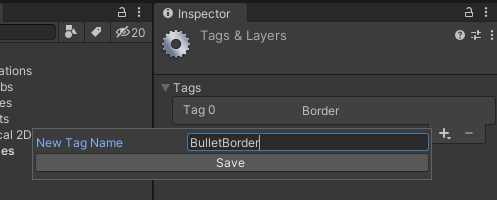 Inspector
20
Tags & Layers
ations
bs
es
Tags
ts
Tag 0 Border
cal 2D
es
New Tag Name BulletBorder
Save